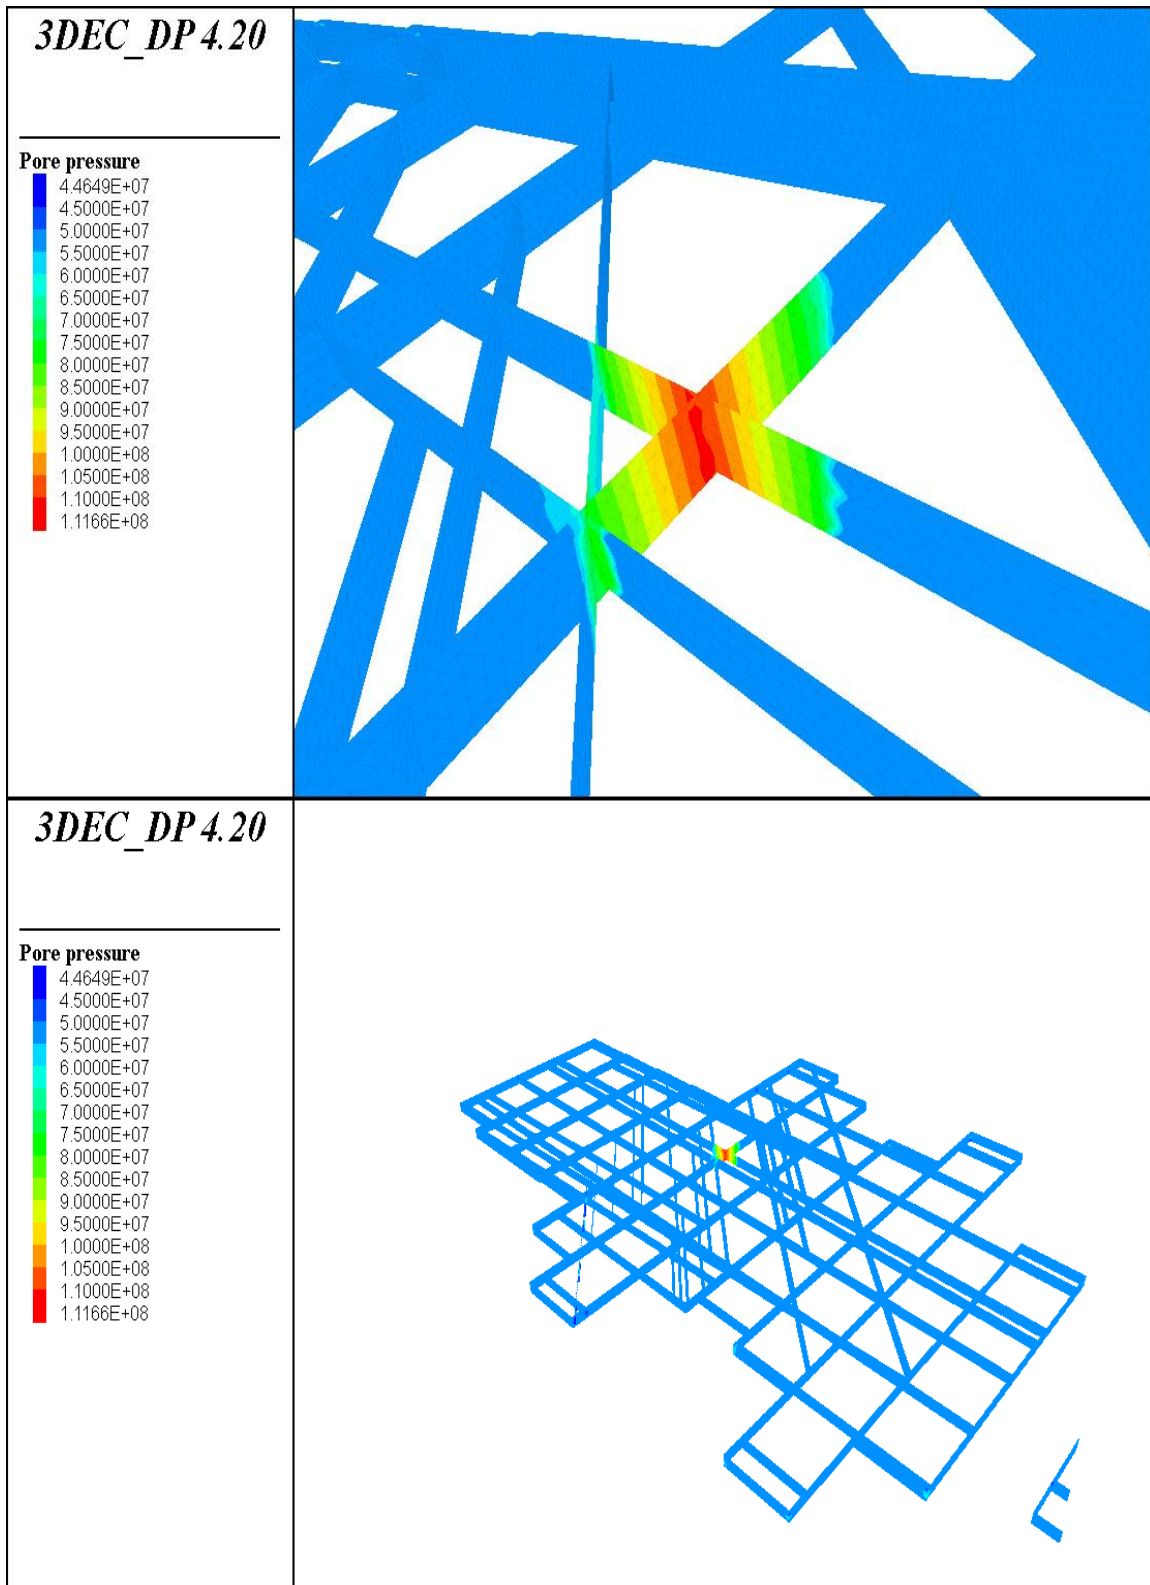 3DEC_DP 4.20
Pore pressure
4.4649E+07
4.5000E+07
5.0000E+07
5.5000E+07
6.0000E+07
6.5000E+07
7.0000E+07
7.5000E+07
8.0000E+07
8.5000E+07
9.0000E+07
9.5000E+07
1.0000E+08
1.0500E+08
1.1000E+08
1.1166E+08
3DEC_DP 4.20
Pore pressure
4.4649E+07
4.5000E+07
5.0000E+07
5.5000E+07
6.0000E+07
6.5000E+07
7.0000E+07
7.5000E+07
8.0000E+07
8.5000E+07
9.0000E+07
9.5000E+07
1.0000E+08
1.0500E+08
1.1000E+08
1.1166E+08